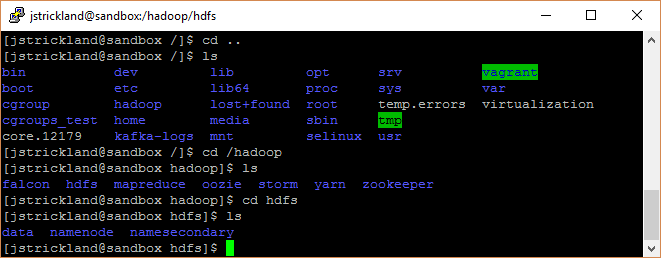 jstrickland@sandbox:/hadoop/hdfs
[jstrickland@sandbox /]$ cd ..
[jstrickland@sandbox /]$ ls
bin dev lib opt srv vagrant
boot etc lib64 proc sys var
cgroup hadoop lost+found root temp.errors virtualization
cgroups_test home media sbin tmp
core.12179 kafka-logs mnt selinux usr
[jstrickland@sandbox /]$ cd /hadoop
[jstrickland@sandbox hadoop]$ ls
falcon hdfs mapreduce oozie storm yarn zookeeper
[jstrickland@sandbox hadoop]$ cd hdfs
[jstrickland@sandbox hdfs]$ ls
data namenode namesecondary
[jstrickland@sandbox hdfs]$